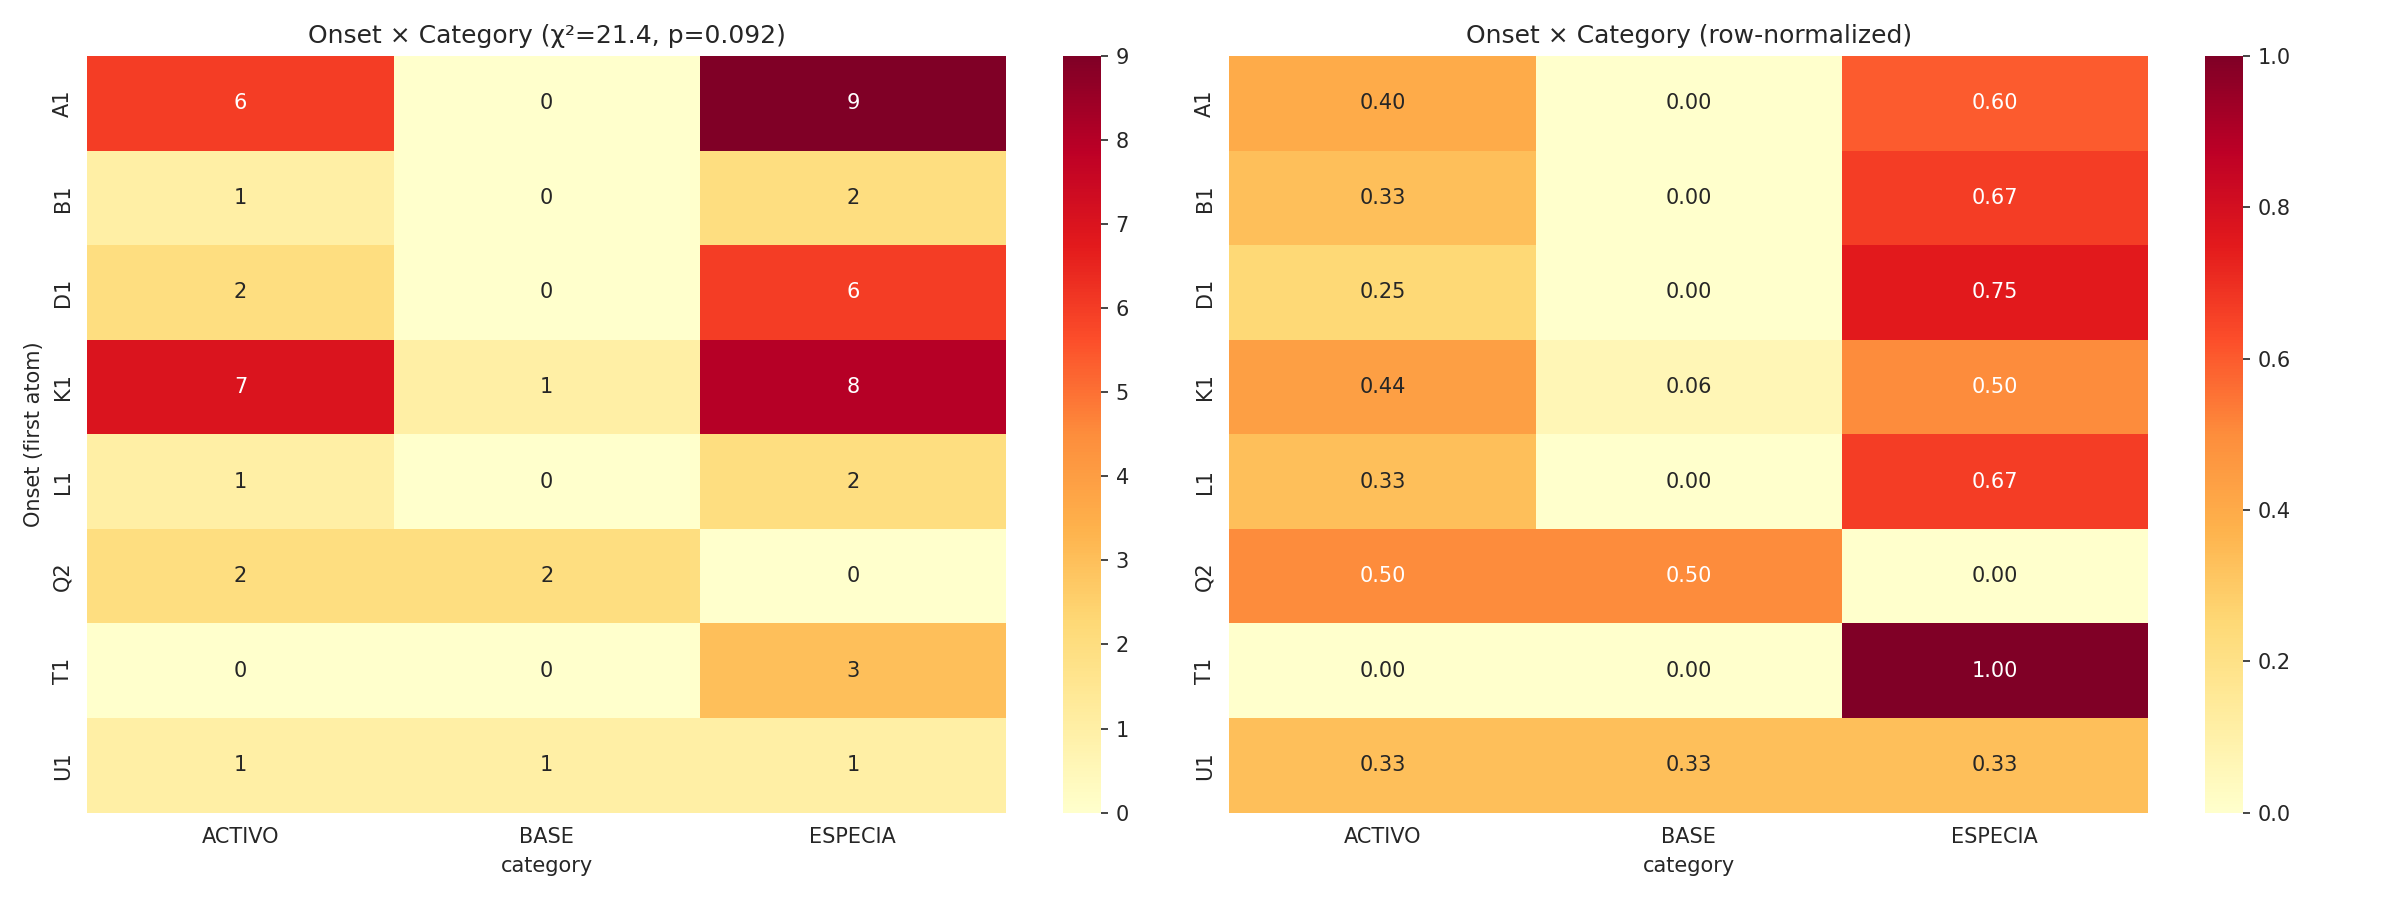 Onset × Category (χ²=21.4, p=0.092)
Onset (first atom)
A1 6 0 9
B1 1 0 2
D1 2 0 6
K1 7 1 8
L1 1 0 2
Q2 2 2 0
T1 0 0 3
U1 1 1 1
ACTIVO BASE ESPECIA
category
9
8
7
6
5
4
3
2
1
0
Onset × Category (row-normalized)
A1 0.40 0.00 0.60
B1 0.33 0.00 0.67
D1 0.25 0.00 0.75
K1 0.44 0.06 0.50
L1 0.33 0.00 0.67
Q2 0.50 0.50 0.00
T1 0.00 0.00 1.00
U1 0.33 0.33 0.33
ACTIVO BASE ESPECIA
category
1.0
0.8
0.6
0.4
0.2
0.0